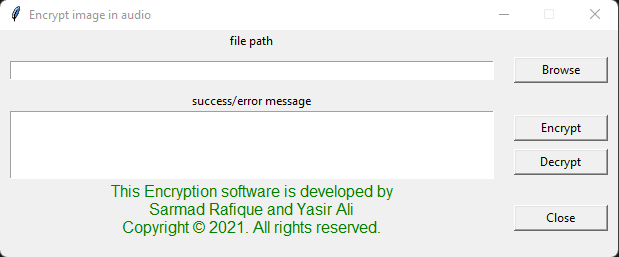 Encrypt image in audio
file path
Browse
success/error message
Encrypt
Decrypt
This Encryption software is developed by
Sarmad Rafique and Yasir Ali
Copyright © 2021. All rights reserved.
Close